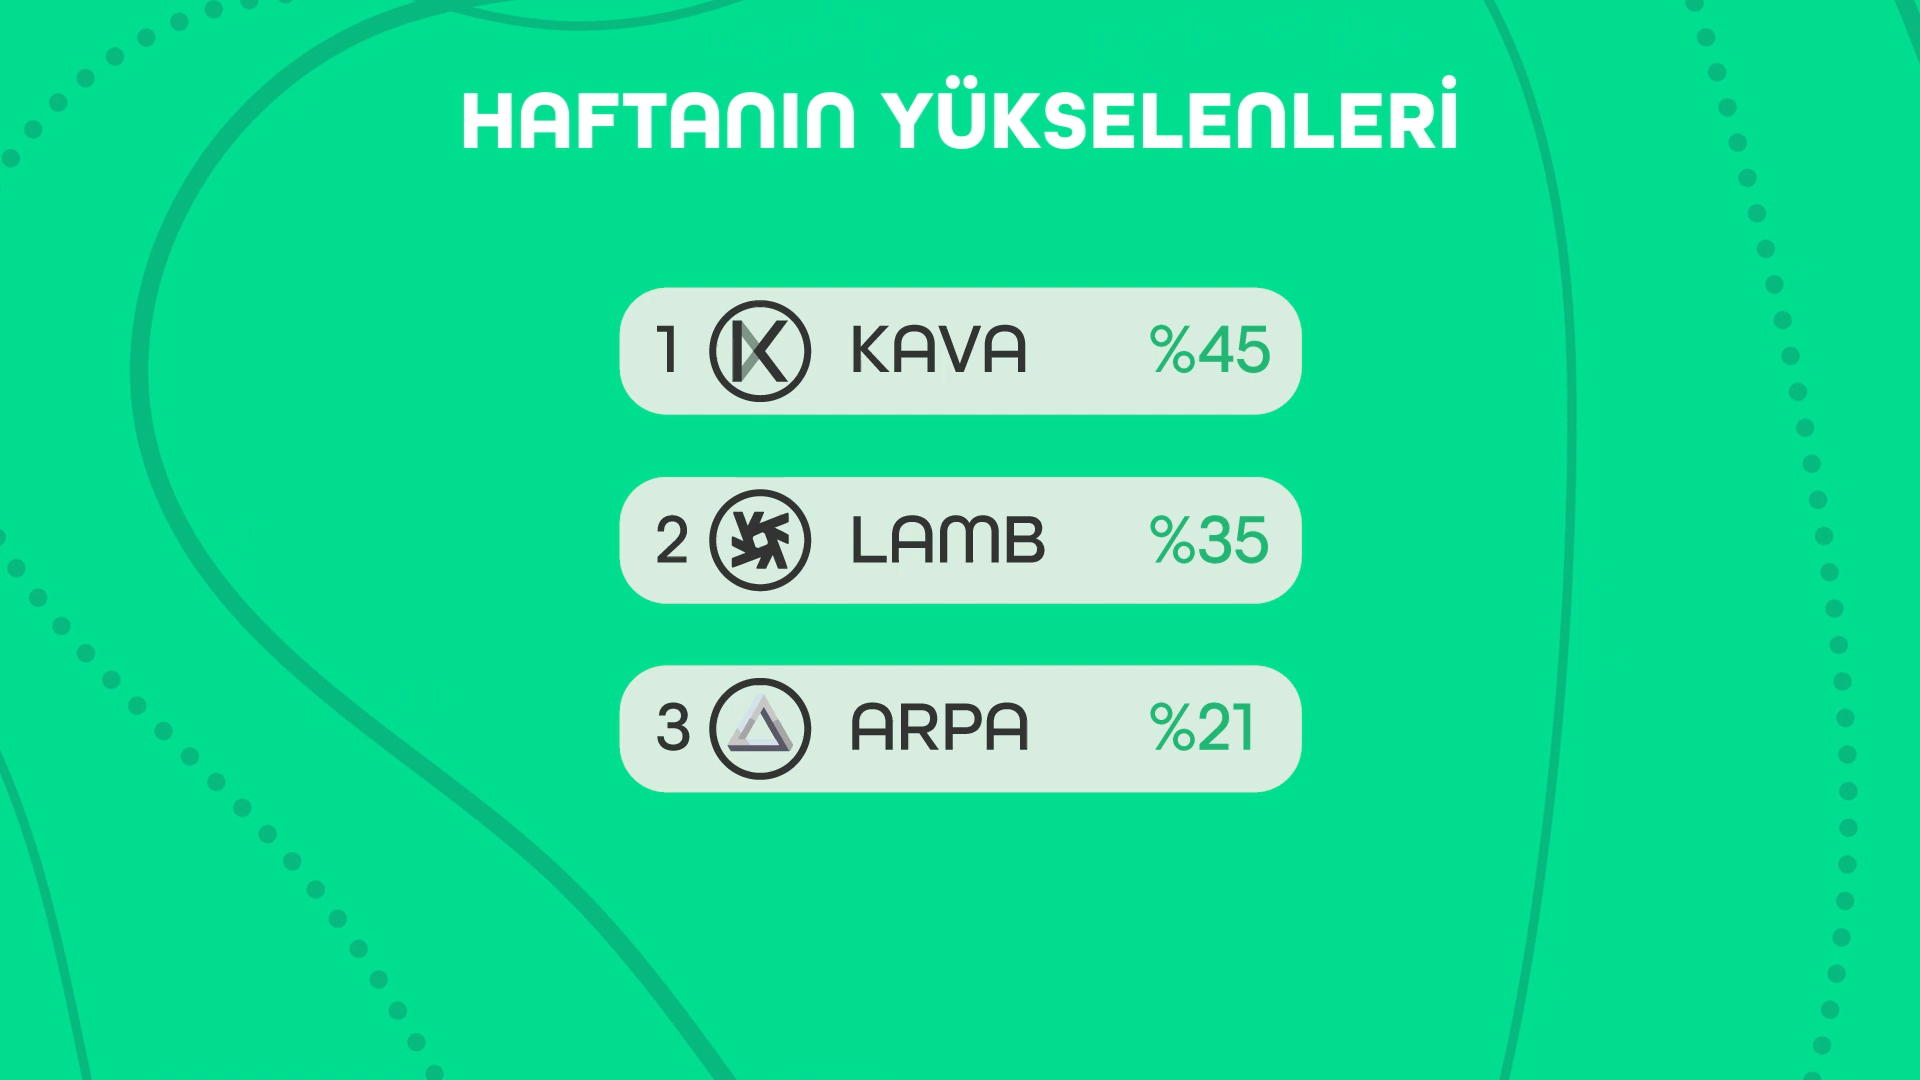 HAFTANIN YÜKSELENLERİ
1 KAVA %45
2 LAMB %35
3 ARPA %21